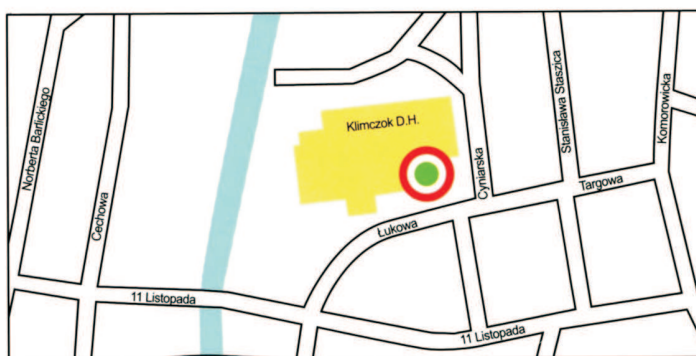 Norberta Barlickiego
Cechowa
Klimczok D.H.
Cyniarska
Stanisława Staszica
Komorowicka
Targowa
Łukowa
11 Listopada
11 Listopada